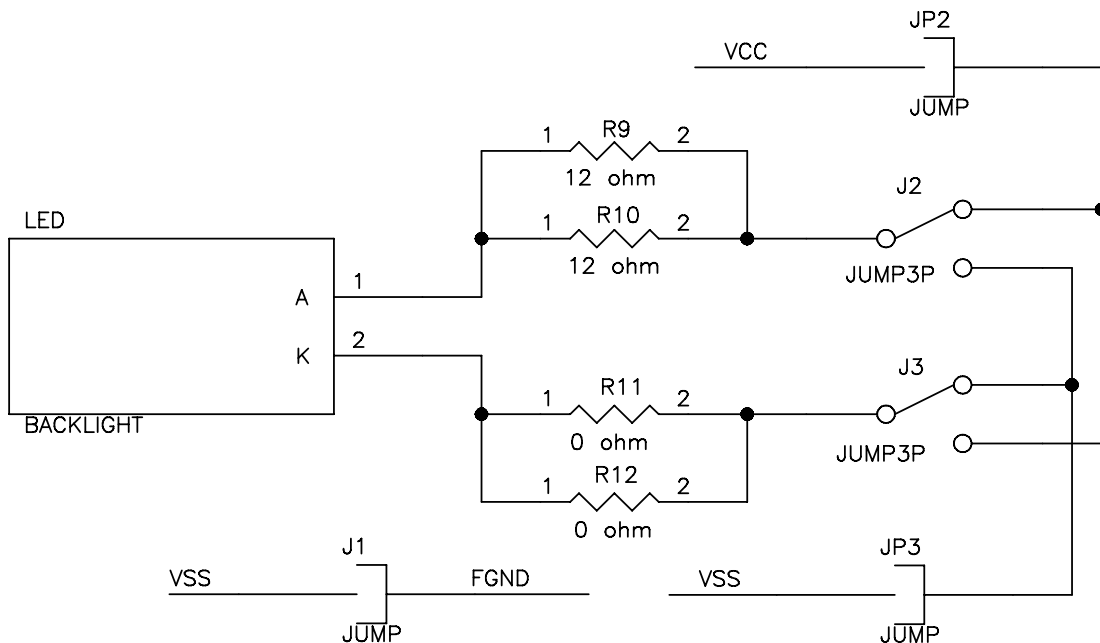 JP2
VCC
JUMP
R9
1 2
12 ohm
J2
R10
1 2
12 ohm
LED
JUMP3P
A 1
K 2
J3
R11
1 2
0 ohm
BACKLIGHT
JUMP3P
R12
1 2
0 ohm
J1
JP3
VSS FGND VSS
JUMP
JUMP